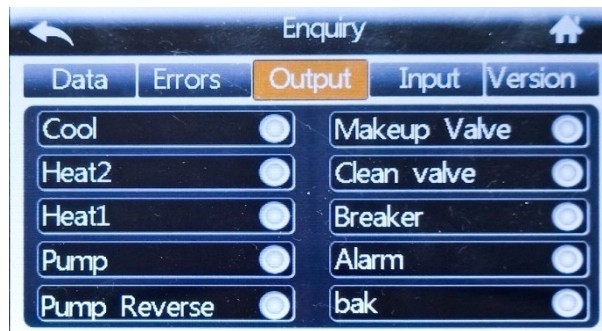 Enquiry
Data Errors Output Input Version
Cool
Heat2
Heat1
Pump
Pump Reverse
Makeup Valve
Clean valve
Breaker
Alarm
bak